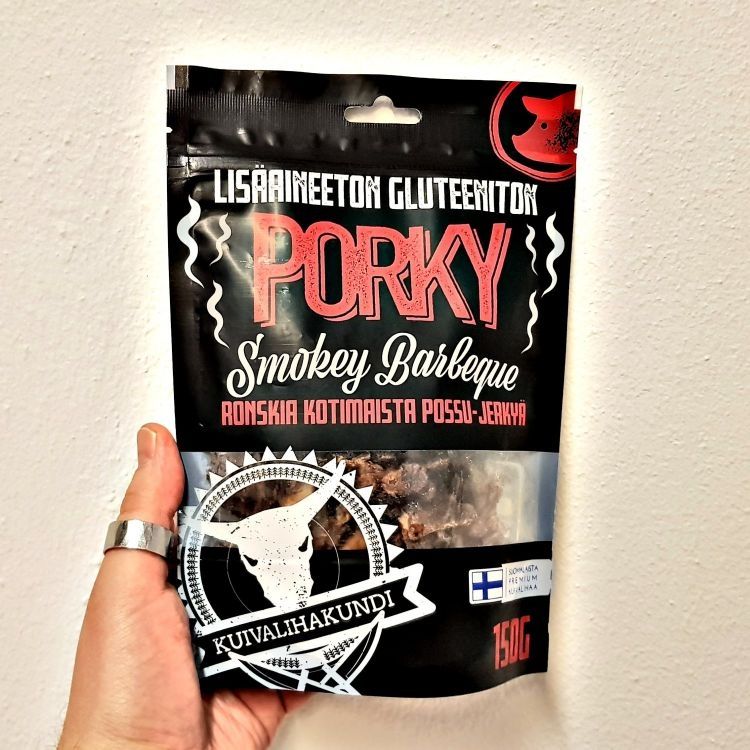 LISÄAINEETON GLUTEENITON
PORKY
Smokey Barbeque
RONSKIA KOTIMAISTA POSSU-JERKYÄ
KUIVALIHAKUNDI
SUOMALAISTA
PREMIUM
KUIVALIHAA
150G